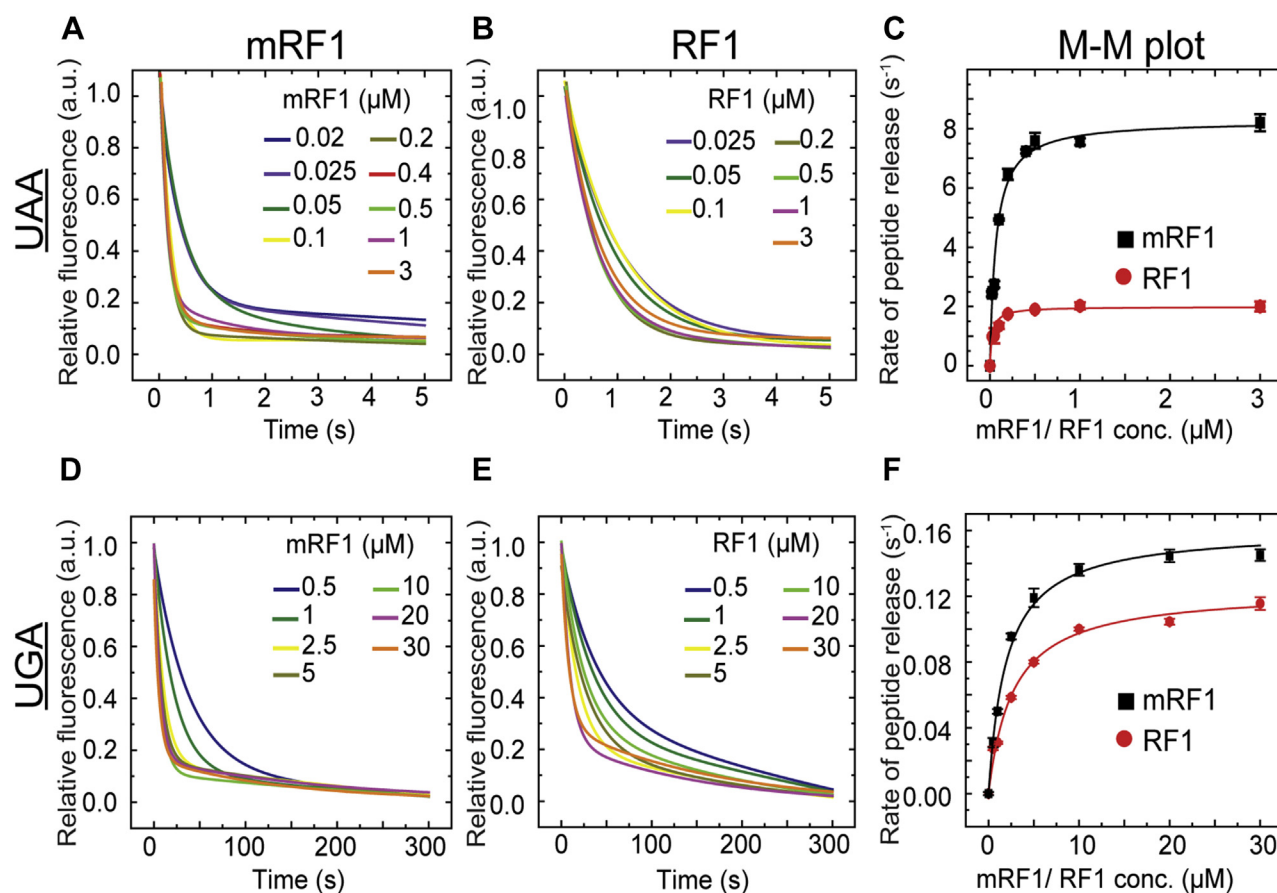 A
mRF1
B
RF1
C
M-M plot
UAA
Relative fluorescence (a.u.)
1.0
0.8
0.6
0.4
0.2
0.0
mRF1 (µM)
0.02
0.2
0.025
0.4
0.05
0.5
0.1
1
3
0 1 2 3 4 5
Time (s)
Relative fluorescence (a.u.)
1.0
0.8
0.6
0.4
0.2
0.0
RF1 (µM)
0.025
0.2
0.05
0.5
0.1
1
3
0 1 2 3 4 5
Time (s)
Rate of peptide release (s⁻¹)
8
6
4
2
0
mRF1
RF1
0 1 2 3
mRF1/ RF1 conc. (µM)
D
E
F
UGA
Relative fluorescence (a.u.)
1.0
0.8
0.6
0.4
0.2
0.0
mRF1 (µM)
0.5
10
1
20
2.5
30
5
0 100 200 300
Time (s)
Relative fluorescence (a.u.)
1.0
0.8
0.6
0.4
0.2
0.0
RF1 (µM)
0.5
10
1
20
2.5
30
5
0 100 200 300
Time (s)
Rate of peptide release (s⁻¹)
0.16
0.12
0.08
0.04
0.00
mRF1
RF1
0 10 20 30
mRF1/ RF1 conc. (µM)